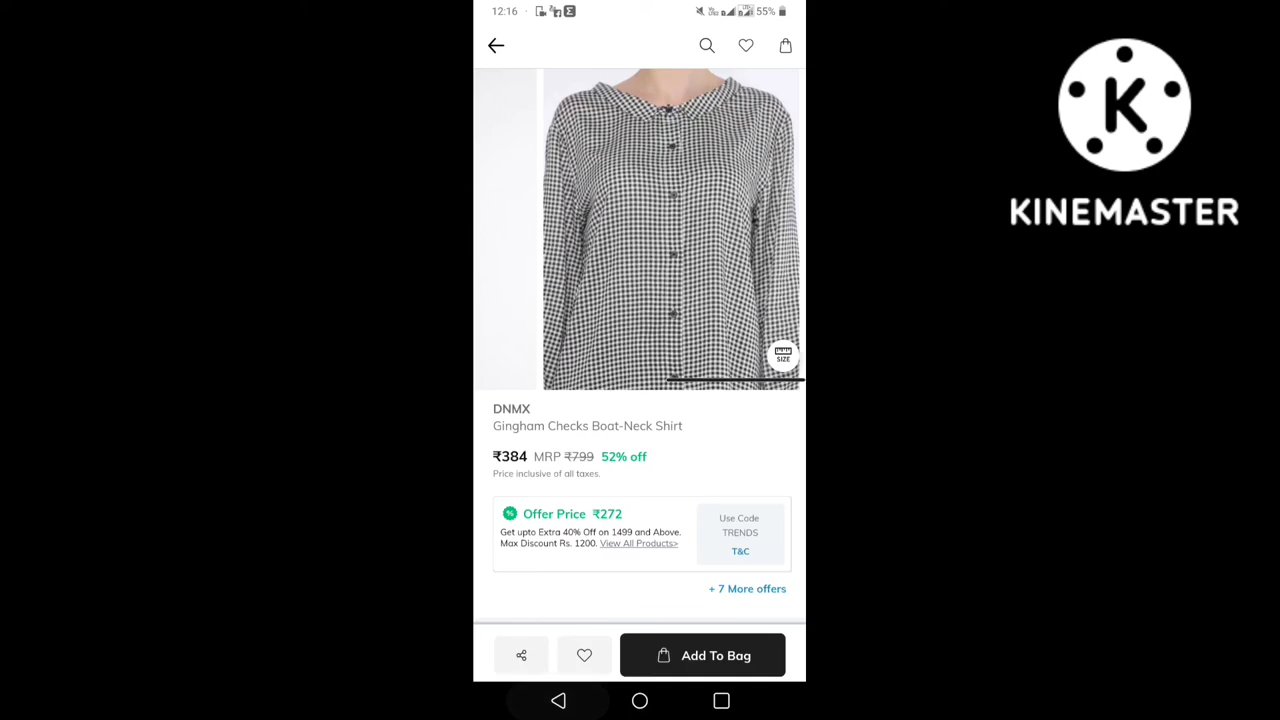 12:16
55%
K
KINEMASTER
SIZE
DNMX
Gingham Checks Boat-Neck Shirt
₹384 MRP ₹799 52% off
Price inclusive of all taxes.
% Offer Price ₹272
Get upto Extra 40% Off on 1499 and Above.
Max Discount Rs. 1200. View All Products>
Use Code
TRENDS
T&C
+ 7 More offers
Add To Bag